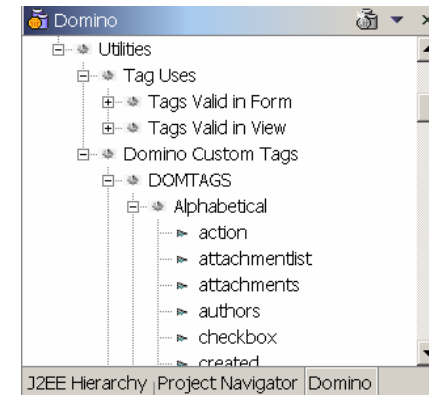 Domino
Utilities
Tag Uses
Tags Valid in Form
Tags Valid in View
Domino Custom Tags
DOMTAGS
Alphabetical
action
attachmentlist
attachments
authors
checkbox
created
J2EE Hierarchy Project Navigator Domino